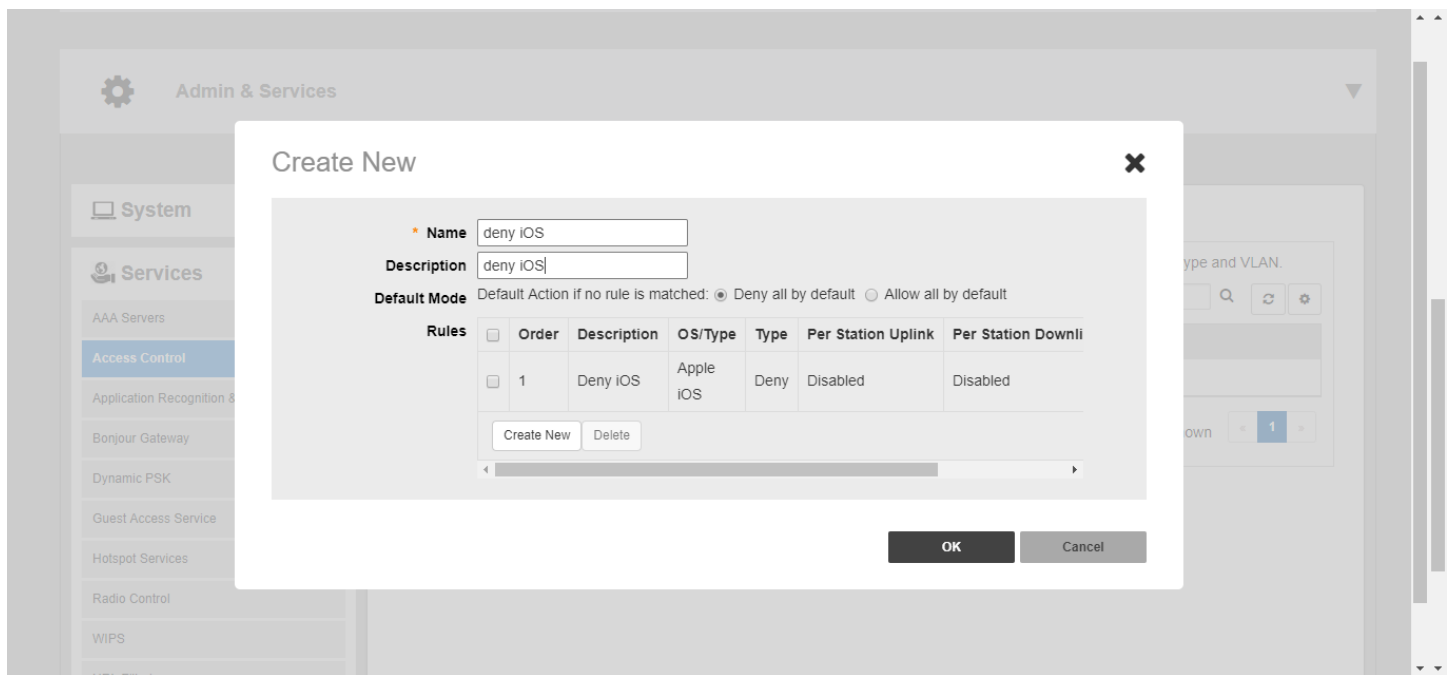 Admin & Services
Create New
System
* Name deny iOS
Services
Description deny iOS
ype and VLAN.
Default Mode Default Action if no rule is matched: Deny all by default Allow all by default
AAA Servers
Rules Order Description OS/Type Type Per Station Uplink Per Station Downli
Access Control
1 Deny iOS Apple iOS Deny Disabled Disabled
Application Recognition &
Create New Delete
Bonjour Gateway
own « 1 »
Dynamic PSK
Guest Access Service
Hotspot Services
OK Cancel
Radio Control
WIPS